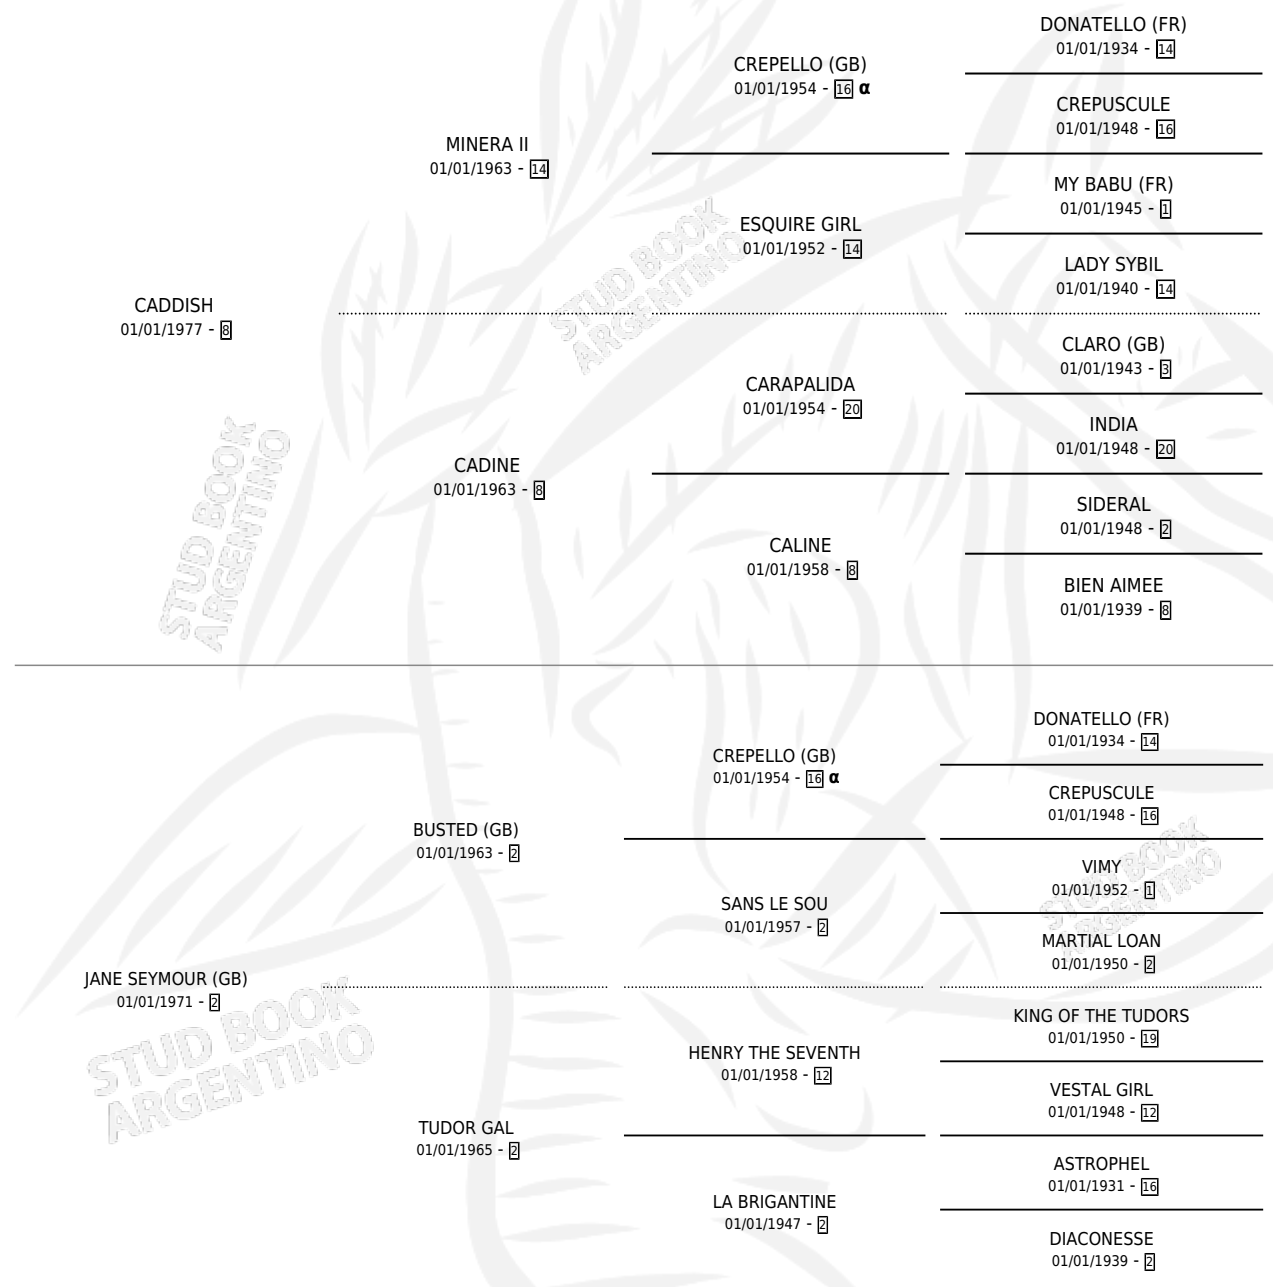 DONATELLO (FR)
01/01/1934 - 14
CREPELLO (GB)
01/01/1954 - 16 α
CREPUSCULE
01/01/1948 - 16
MINERA II
01/01/1963 - 14
MY BABU (FR)
01/01/1945 - 1
ESQUIRE GIRL
01/01/1952 - 14
LADY SYBIL
01/01/1940 - 14
STUD BOOK
ARGENTINO
CADDISH
01/01/1977 - 8
CLARO (GB)
01/01/1943 - 3
CARAPALIDA
01/01/1954 - 20
INDIA
01/01/1948 - 20
CADINE
01/01/1963 - 8
SIDERAL
01/01/1948 - 2
CALINE
01/01/1958 - 8
BIEN AIMEE
01/01/1939 - 8
STUD BOOK
ARGENTINO
DONATELLO (FR)
01/01/1934 - 14
CREPELLO (GB)
01/01/1954 - 16 α
CREPUSCULE
01/01/1948 - 16
BUSTED (GB)
01/01/1963 - 2
VIMY
01/01/1952 - 1
SANS LE SOU
01/01/1957 - 2
MARTIAL LOAN
01/01/1950 - 2
STUD BOOK
ARGENTINO
JANE SEYMOUR (GB)
01/01/1971 - 2
KING OF THE TUDORS
01/01/1950 - 19
HENRY THE SEVENTH
01/01/1958 - 12
VESTAL GIRL
01/01/1948 - 12
STUD BOOK
ARGENTINO
TUDOR GAL
01/01/1965 - 2
ASTROPHEL
01/01/1931 - 16
LA BRIGANTINE
01/01/1947 - 2
DIACONESSE
01/01/1939 - 2